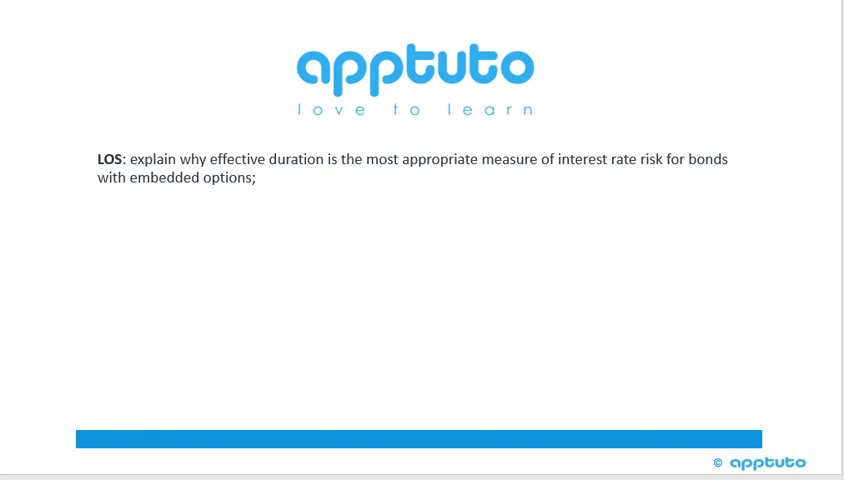 apptuto
love to learn
LOS: explain why effective duration is the most appropriate measure of interest rate risk for bonds
with embedded options;
© apptuto